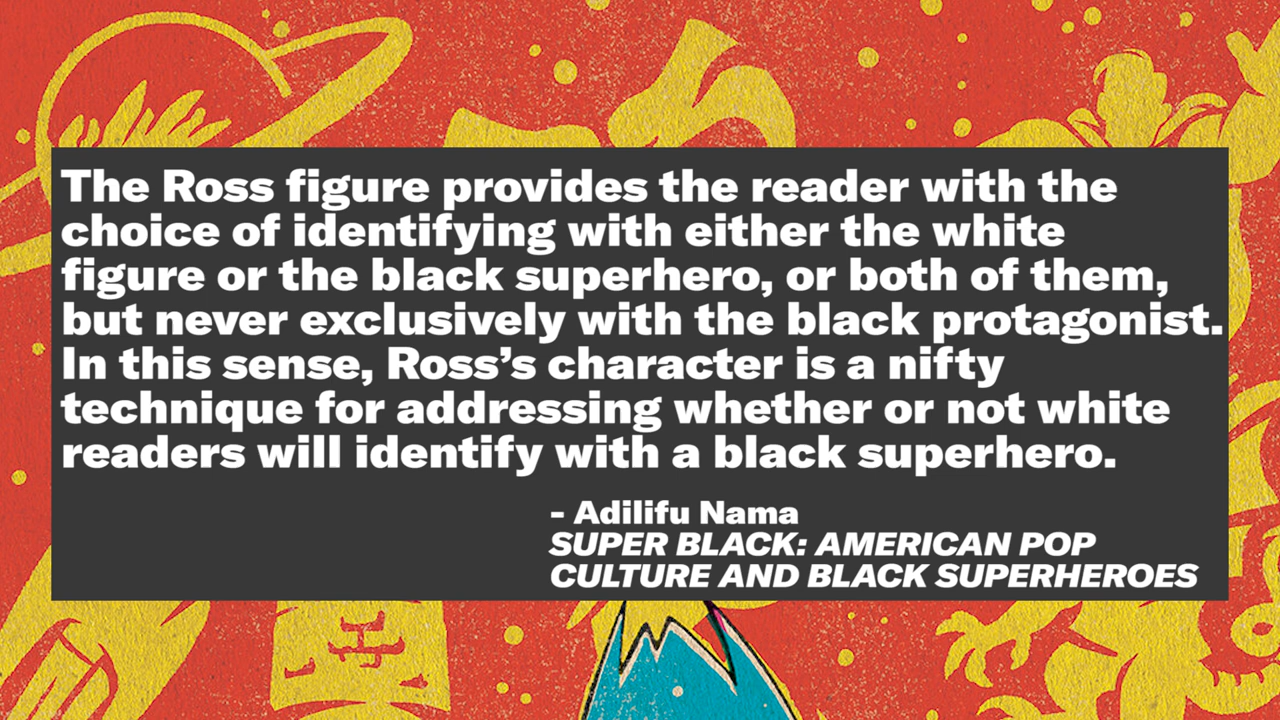 The Ross figure provides the reader with the
choice of identifying with either the white
figure or the black superhero, or both of them,
but never exclusively with the black protagonist.
In this sense, Ross’s character is a nifty
technique for addressing whether or not white
readers will identify with a black superhero.
- Adilifu Nama
SUPER BLACK: AMERICAN POP
CULTURE AND BLACK SUPERHEROES